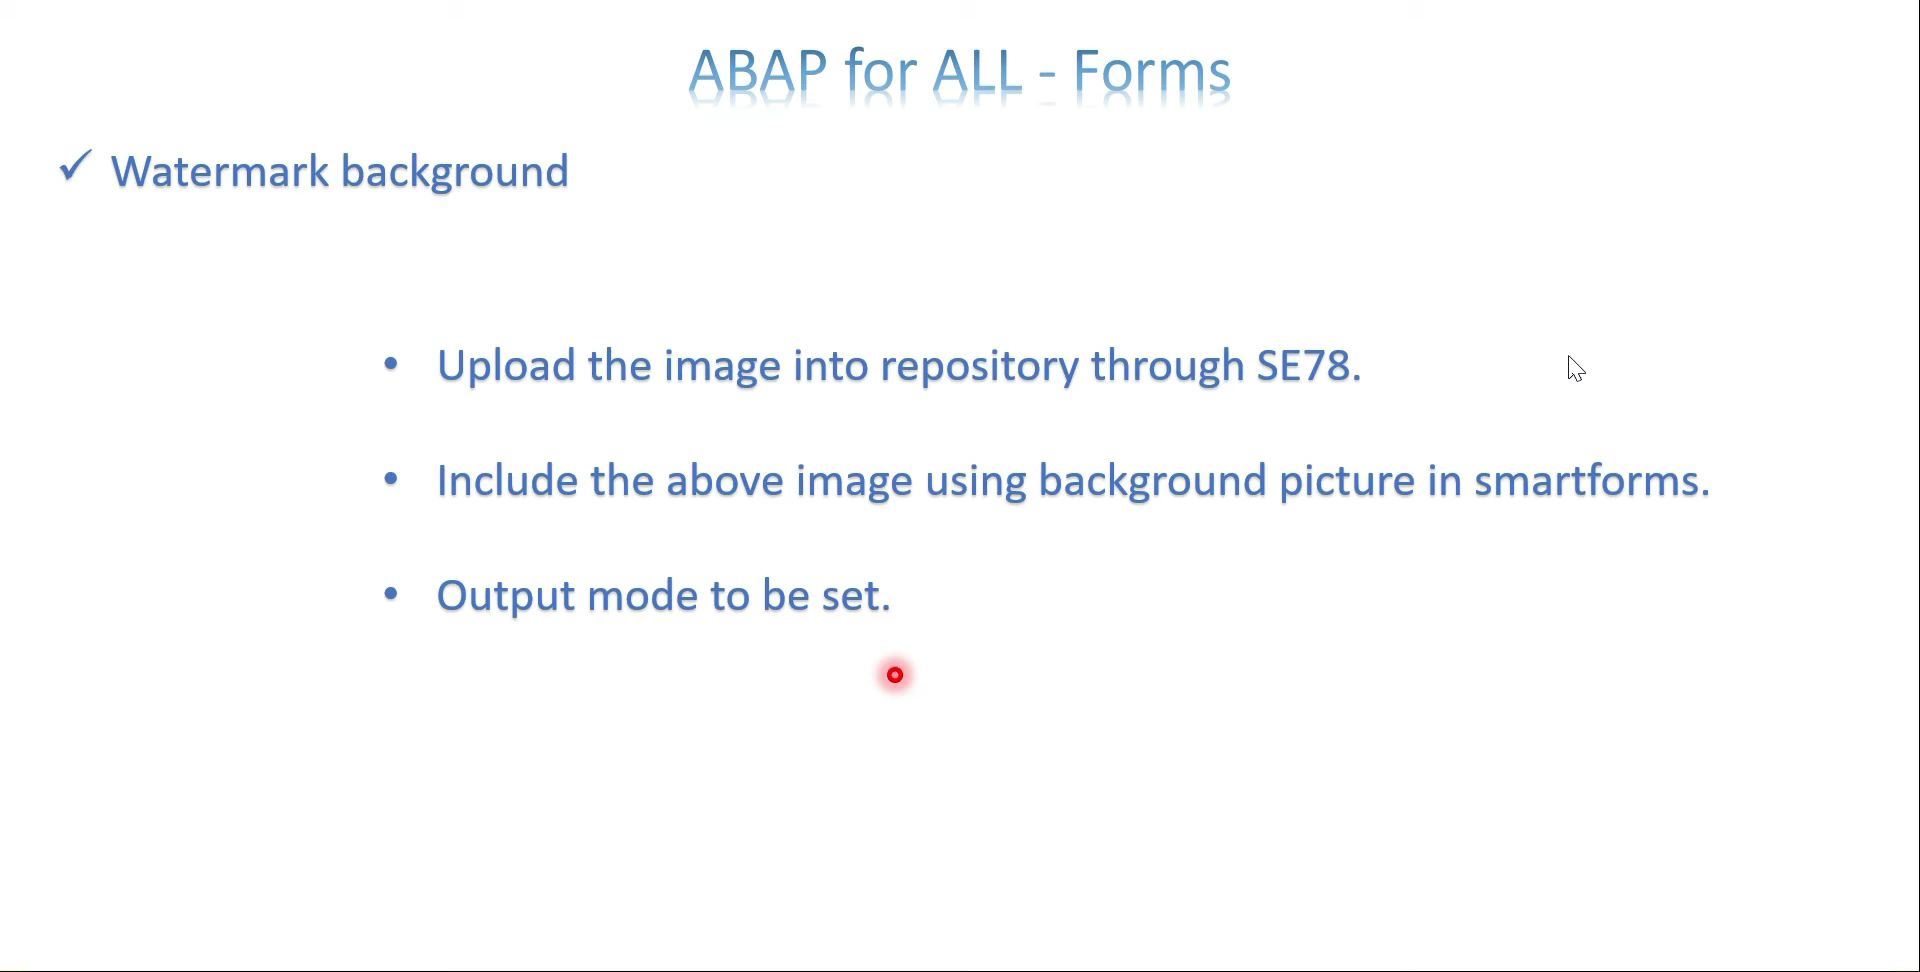 ABAP for ALL - Forms
✓ Watermark background
• Upload the image into repository through SE78.
• Include the above image using background picture in smartforms.
• Output mode to be set.